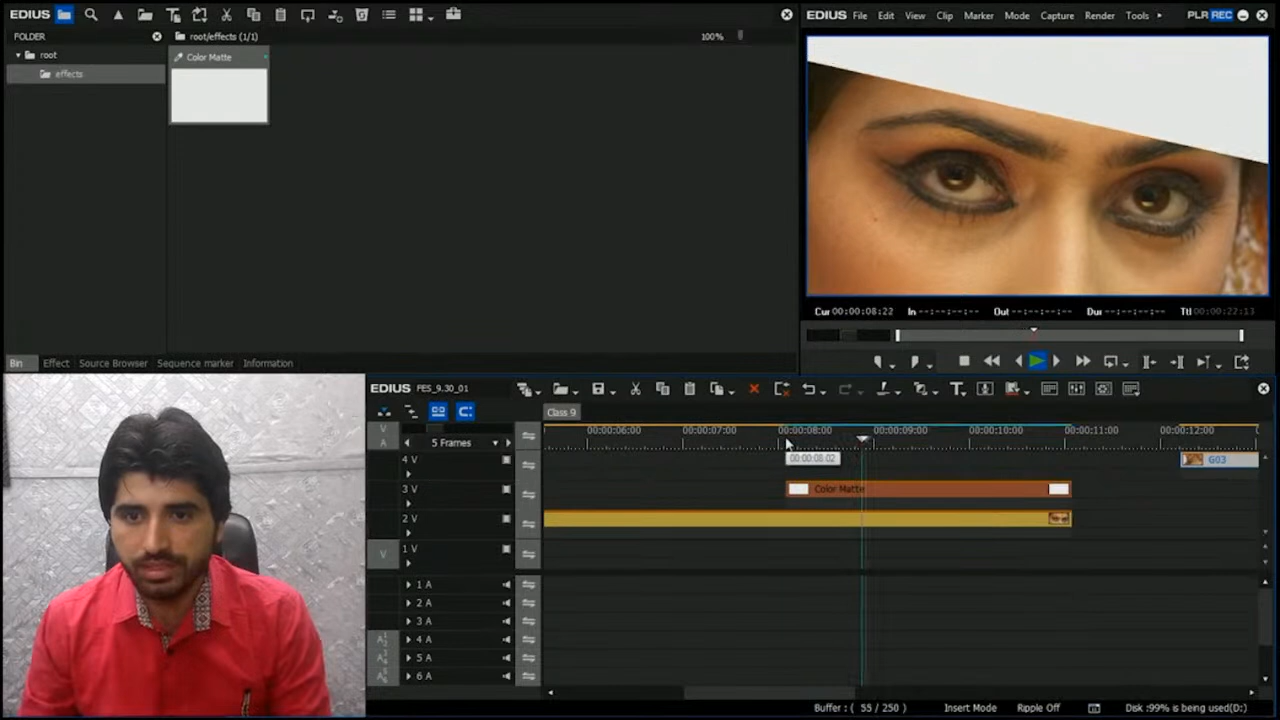 EDIUS
FOLDER
root
effects
root/effects (1/1)
100%
Color Matte
Bin Effect Source Browser Sequence marker Information
EDIUS File Edit View Clip Marker Mode Capture Render Tools PLR REC
Cur 00:00:08:22 In --:--:--:-- Out --:--:--:-- Dur --:--:--:-- Ttl 00:00:22:13
EDIUS FES_9.30_01
Class 9
V
A
5 Frames
00:00:06:00 00:00:07:00 00:00:08:00 00:00:09:00 00:00:10:00 00:00:11:00 00:00:12:00
00:00:08:02
4 V
G03
3 V
Color Matte
2 V
V
1 V
1 A
2 A
3 A
4 A
5 A
6 A
Buffer : ( 55 / 250 ) Insert Mode Ripple Off Disk :99% is being used(D:)